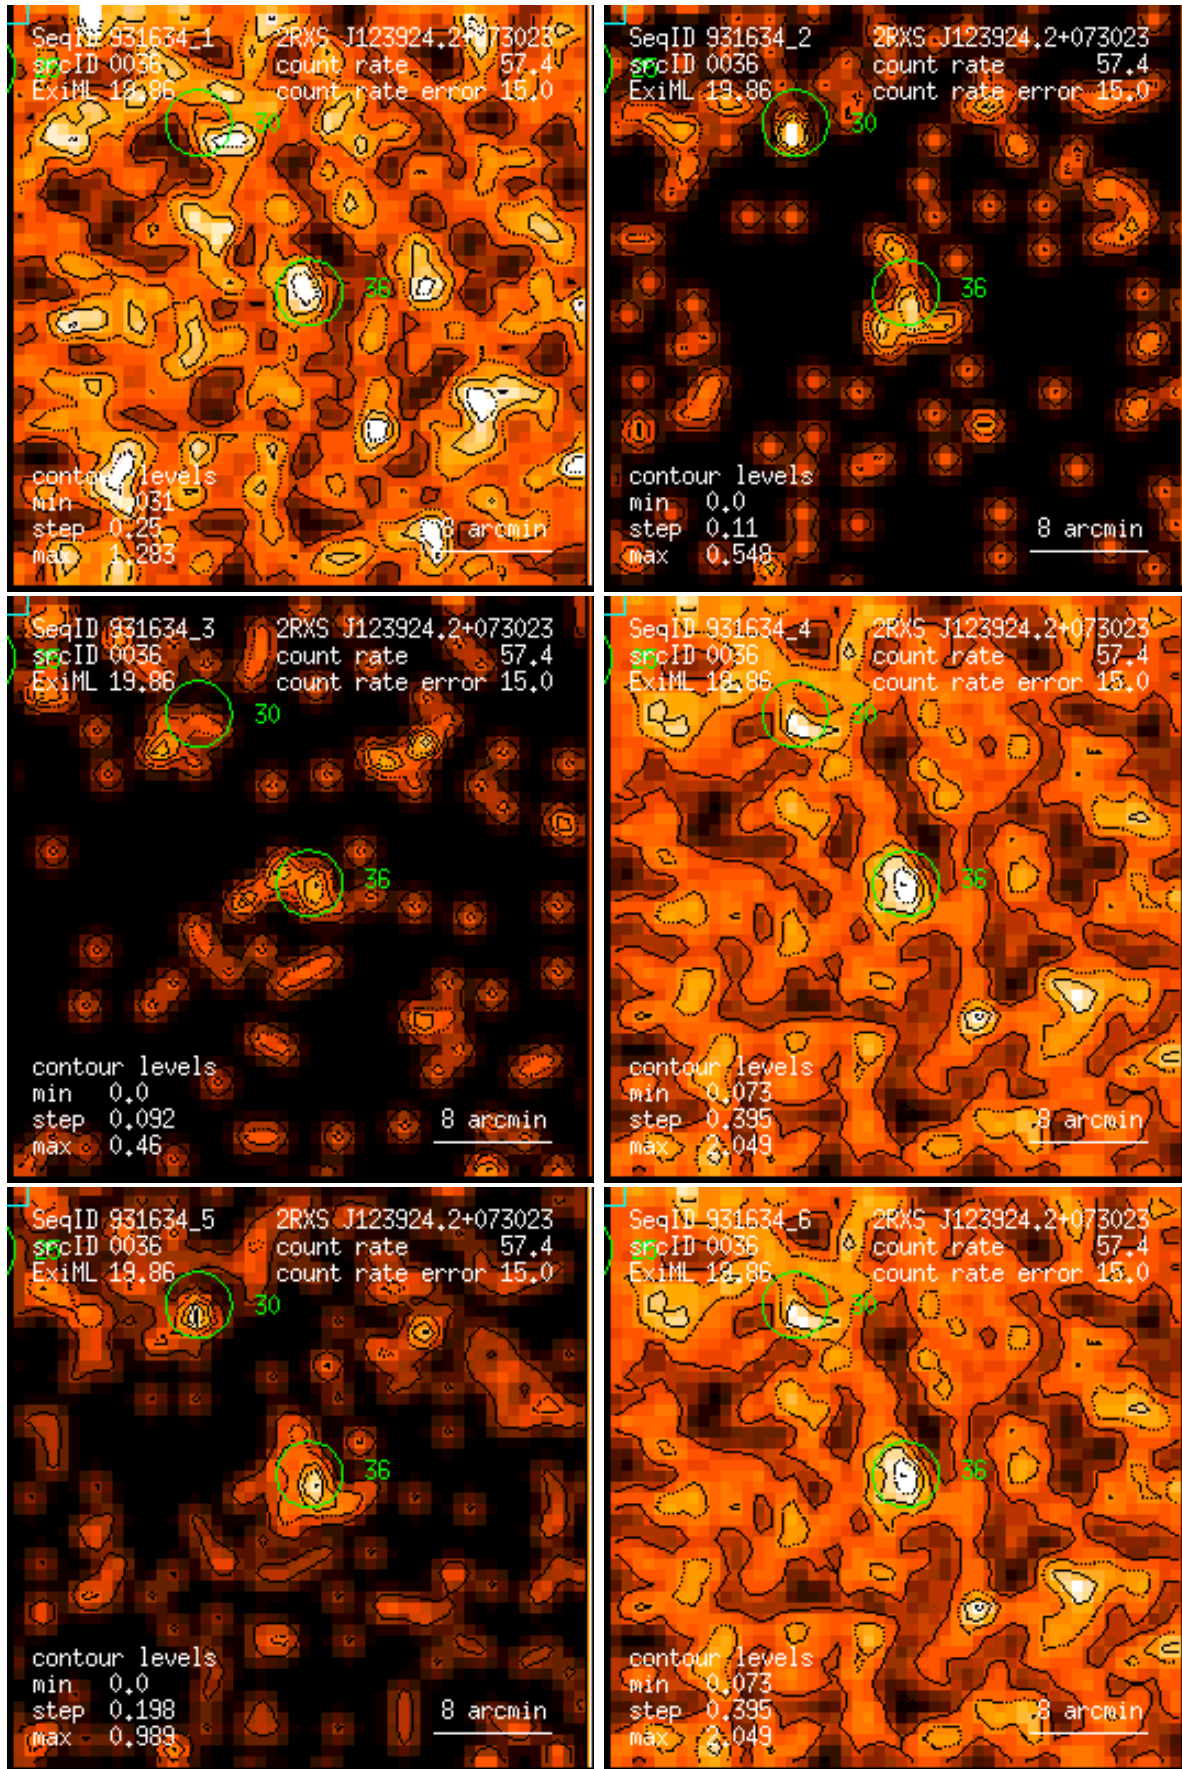 SeqID 931634_1 2RXS J123924.2+073023
srcID 0036 count rate 57.4
ExiML 19.86 count rate error 15.0
30
36
contour levels
min 0.031
step 0.25
max 1.283
8 arcmin
SeqID 931634_2 2RXS J123924.2+073023
srcID 0036 count rate 57.4
ExiML 19.86 count rate error 15.0
30
36
contour levels
min 0.0
step 0.11
max 0.548
8 arcmin
SeqID 931634_3 2RXS J123924.2+073023
srcID 0036 count rate 57.4
ExiML 19.86 count rate error 15.0
30
36
contour levels
min 0.0
step 0.092
max 0.46
8 arcmin
SeqID 931634_4 2RXS J123924.2+073023
srcID 0036 count rate 57.4
ExiML 19.86 count rate error 15.0
30
36
contour levels
min 0.073
step 0.395
max 2.049
8 arcmin
SeqID 931634_5 2RXS J123924.2+073023
srcID 0036 count rate 57.4
ExiML 19.86 count rate error 15.0
30
36
contour levels
min 0.0
step 0.198
max 0.989
8 arcmin
SeqID 931634_6 2RXS J123924.2+073023
srcID 0036 count rate 57.4
ExiML 19.86 count rate error 15.0
30
36
contour levels
min 0.073
step 0.395
max 2.049
8 arcmin